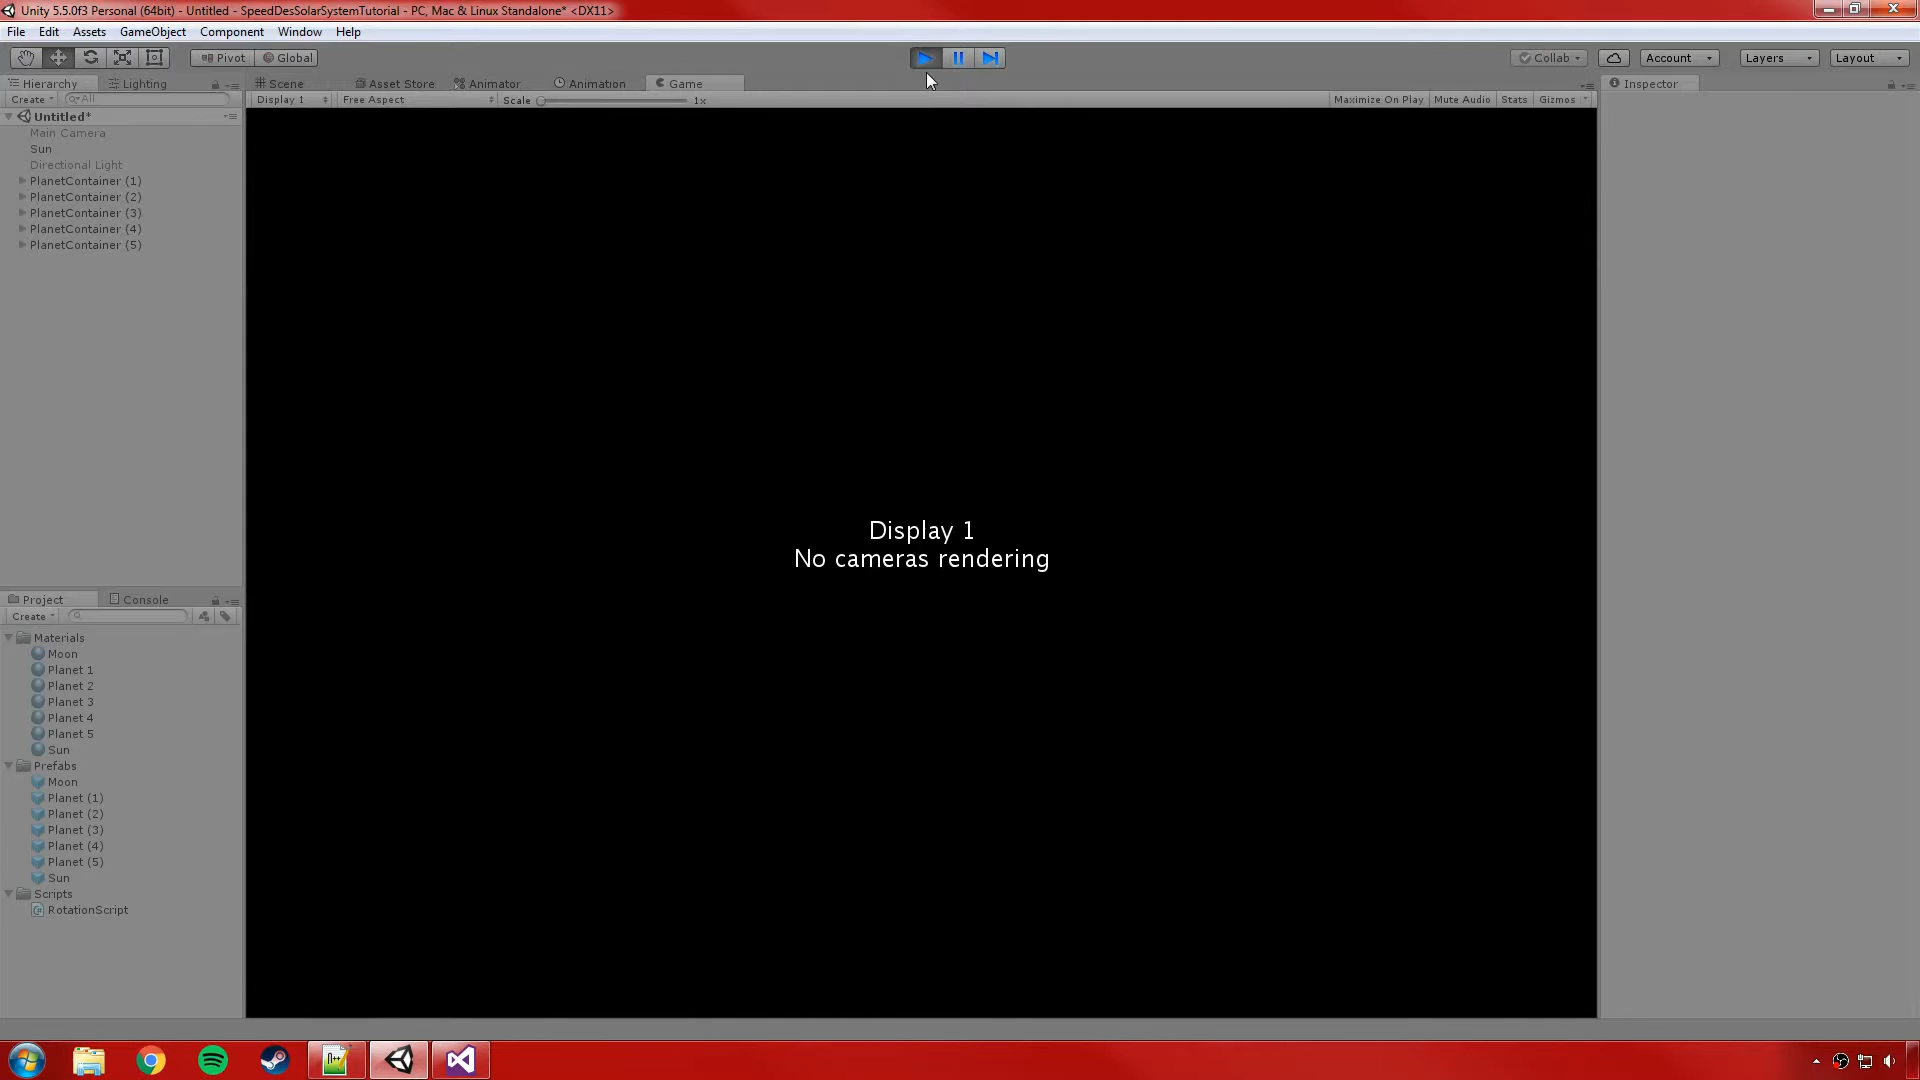 Unity 5.5.0f3 Personal (64bit) - Untitled - SpeedDesSolarSystemTutorial - PC, Mac & Linux Standalone* <DX11>
File Edit Assets GameObject Component Window Help
Pivot Global Collab Account Layers Layout
Hierarchy Lighting Scene Asset Store Animator Animation Game Inspector
Create All Display 1 Free Aspect Scale 1x Maximize On Play Mute Audio Stats Gizmos
Untitled*
Main Camera
Sun
Directional Light
PlanetContainer (1)
PlanetContainer (2)
PlanetContainer (3)
PlanetContainer (4)
PlanetContainer (5)
Display 1
No cameras rendering
Project Console
Create
Materials
Moon
Planet 1
Planet 2
Planet 3
Planet 4
Planet 5
Sun
Prefabs
Moon
Planet (1)
Planet (2)
Planet (3)
Planet (4)
Planet (5)
Sun
Scripts
RotationScript